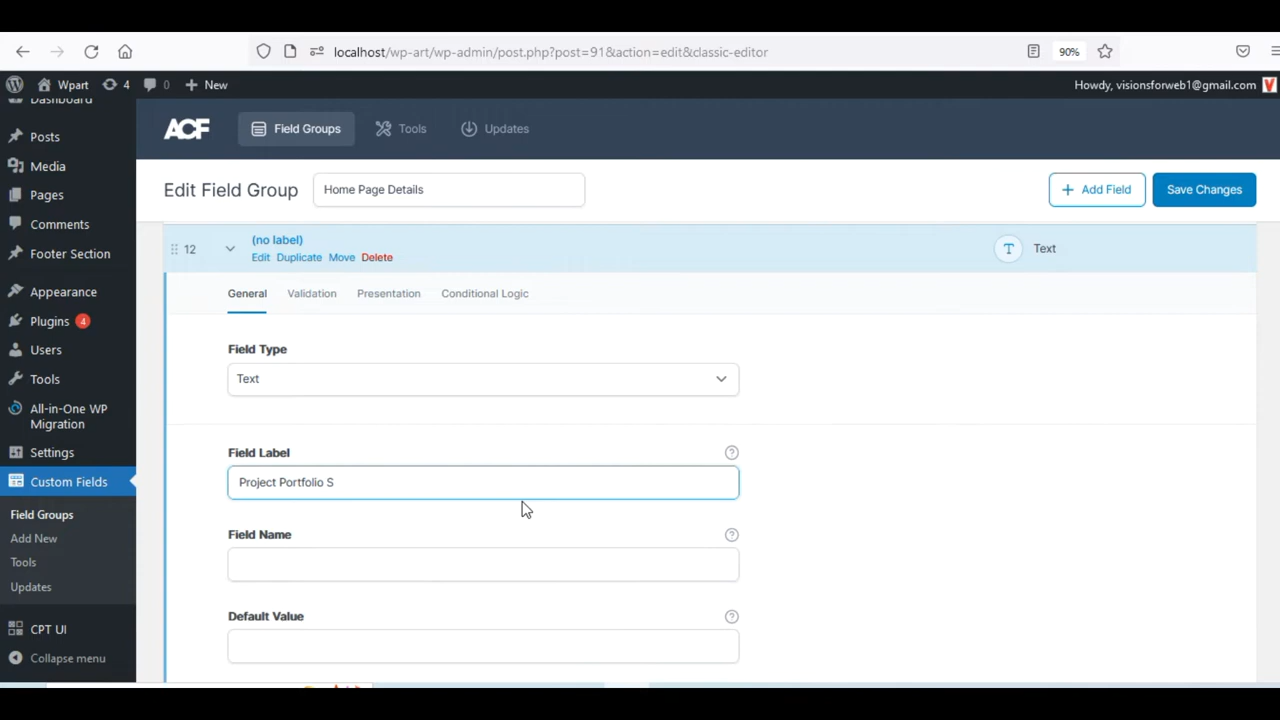 localhost/wp-art/wp-admin/post.php?post=91&action=edit&classic-editor
90%
Wpart
4
0
New
Howdy, visionsforweb1@gmail.com
Dashboard
Posts
Media
Pages
Comments
Footer Section
Appearance
Plugins 4
Users
Tools
All-in-One WP
Migration
Settings
Custom Fields
Field Groups
Add New
Tools
Updates
CPT UI
Collapse menu
ACF
Field Groups
Tools
Updates
Edit Field Group
Home Page Details
+ Add Field
Save Changes
12
(no label)
Edit Duplicate Move Delete
T Text
General Validation Presentation Conditional Logic
Field Type
Text
Field Label
?
Project Portfolio S
Field Name
?
Default Value
?